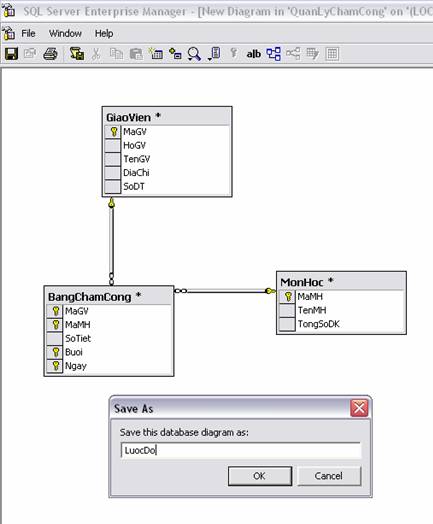 SQL Server Enterprise Manager - [New Diagram in 'QuanLyChamCong' on '(LOC
File Window Help
a|b
GiaoVien *
MaGV
HoGV
TenGV
DiaChi
SoDT
BangChamCong *
MaGV
MaMH
SoTiet
Buoi
Ngay
MonHoc *
MaMH
TenMH
TongSoDK
Save As
Save this database diagram as:
LuocDo
OK Cancel